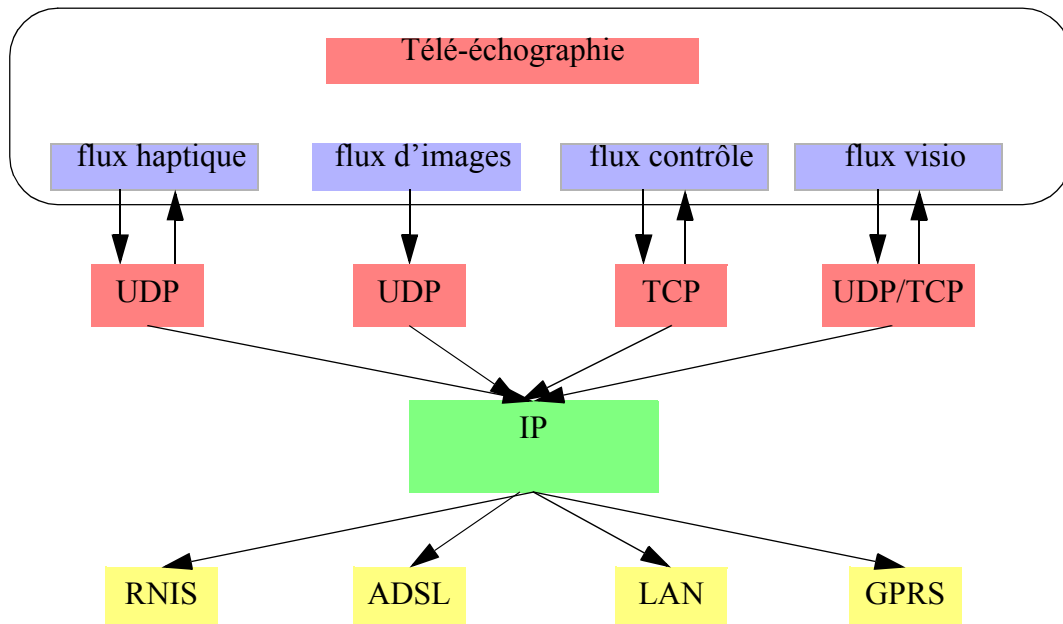 Télé-échographie
flux haptique
flux d’images
flux contrôle
flux visio
UDP
UDP
TCP
UDP/TCP
IP
RNIS
ADSL
LAN
GPRS